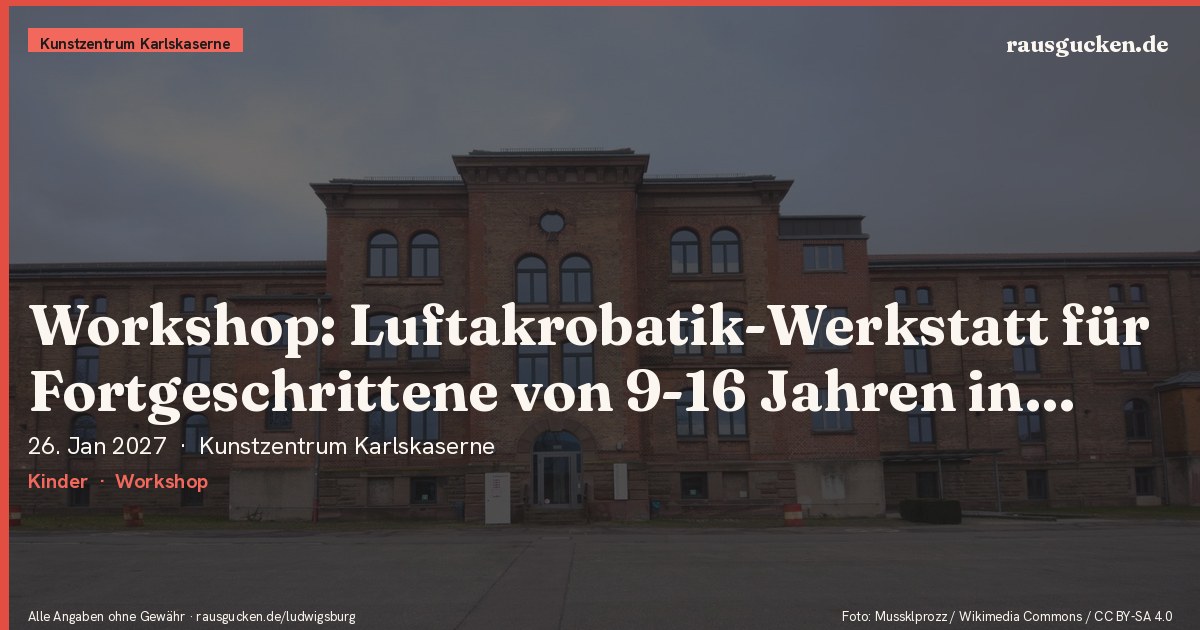 Kunstzentrum Karlskaserne
rausgucken.de
Workshop: Luftakrobatik-Werkstatt für
Fortgeschrittene von 9-16 Jahren in...
26. Jan 2027 · Kunstzentrum Karlskaserne
Kinder · Workshop
Alle Angaben ohne Gewähr · rausgucken.de/ludwigsburg
Foto: Mussklprozz / Wikimedia Commons / CC BY-SA 4.0